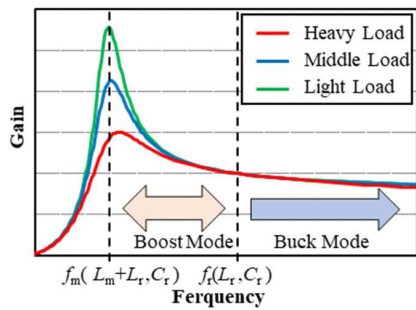 Heavy Load
Middle Load
Light Load
Gain
Boost Mode
Buck Mode
fm( Lm+Lr,Cr)
fr(Lr,Cr)
Ferquency